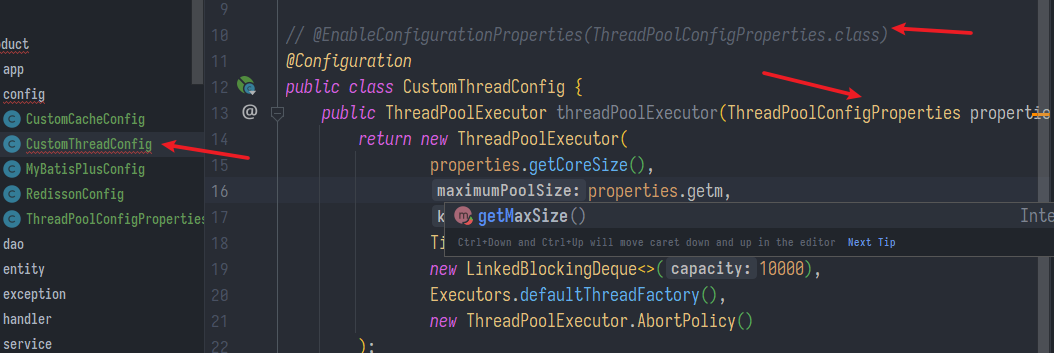 duct
app
config
CustomCacheConfig
CustomThreadConfig
MyBatisPlusConfig
RedissonConfig
ThreadPoolConfigProperties
dao
entity
exception
handler
service
9
10 // @EnableConfigurationProperties(ThreadPoolConfigProperties.class)
11 @Configuration
12 public class CustomThreadConfig {
13 @ public ThreadPoolExecutor threadPoolExecutor(ThreadPoolConfigProperties propertie
14 return new ThreadPoolExecutor(
15 properties.getCoreSize(),
16 maximumPoolSize: properties.getm,
17 k
getMaxSize() Inte
18 Ti
Ctrl+Down and Ctrl+Up will move caret down and up in the editor Next Tip
19 new LinkedBlockingDeque<>( capacity: 10000),
20 Executors.defaultThreadFactory(),
21 new ThreadPoolExecutor.AbortPolicy()
22 );